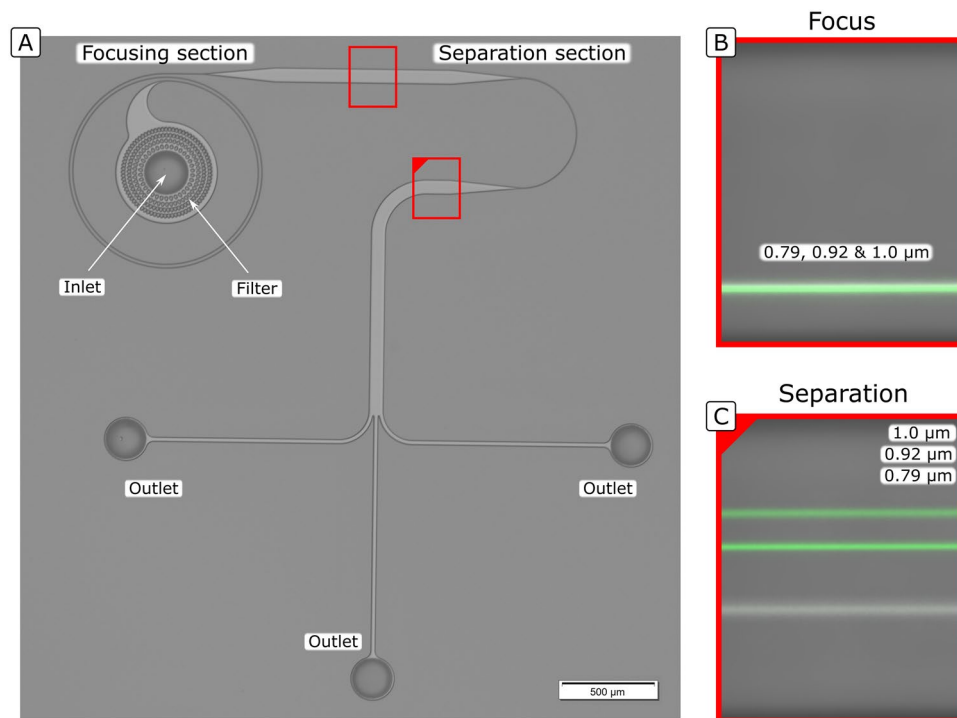 A
Focusing section
Separation section
Inlet
Filter
Outlet
Outlet
Outlet
500 µm
Focus
B
0.79, 0.92 & 1.0 µm
Separation
C
1.0 µm
0.92 µm
0.79 µm